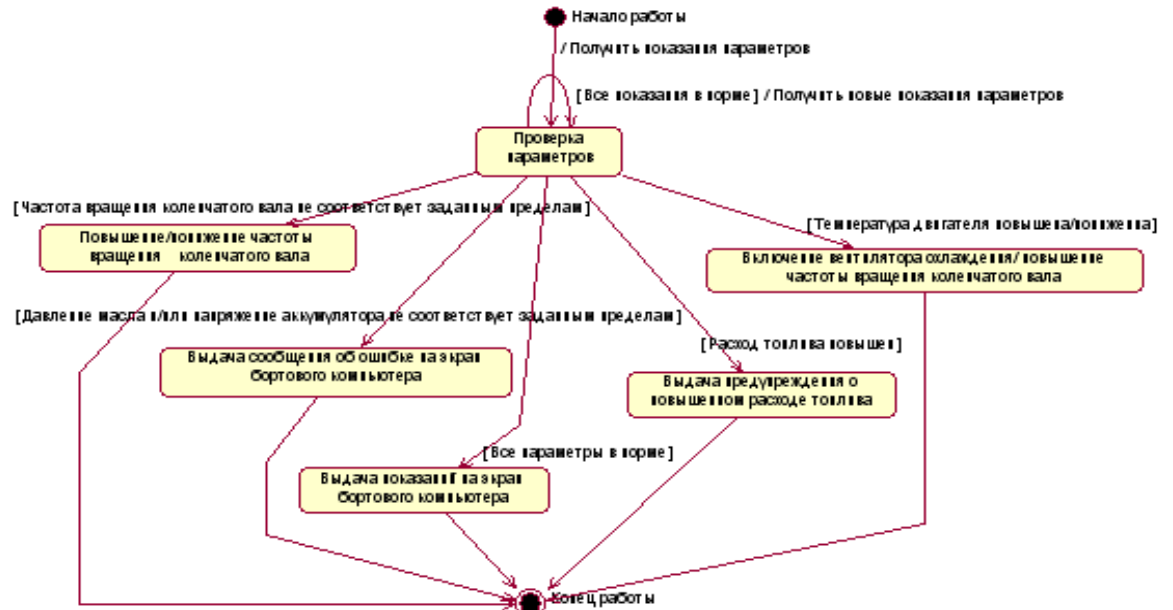 Начало работы
/ Получить показания параметров
[Все показания в норме] / Получить новые показания параметров
Проверка
параметров
[Частота вращения коленчатого вала не соответствует заданным пределам]
[Температура двигателя повышена/понижена]
Повышение/понижение частоты
вращения коленчатого вала
Включение вентилятора охлаждения/ повышение
частоты вращения коленчатого вала
[Давление масла и/или напряжение аккумулятора не соответствует заданным пределам]
[Расход топлива повышен]
Выдача сообщения об ошибке на экран
бортового компьютера
Выдача предупреждения о
повышенном расходе топлива
[Все параметры в норме]
Выдача показаний на экран
бортового компьютера
Конец работы